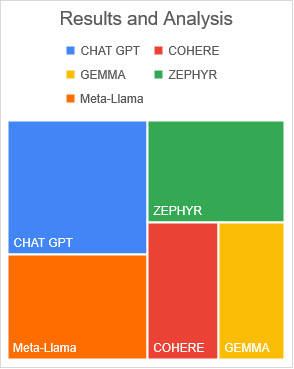 Results and Analysis
CHAT GPT COHERE
GEMMA ZEPHYR
Meta-Llama
CHAT GPT
ZEPHYR
Meta-Llama
COHERE
GEMMA